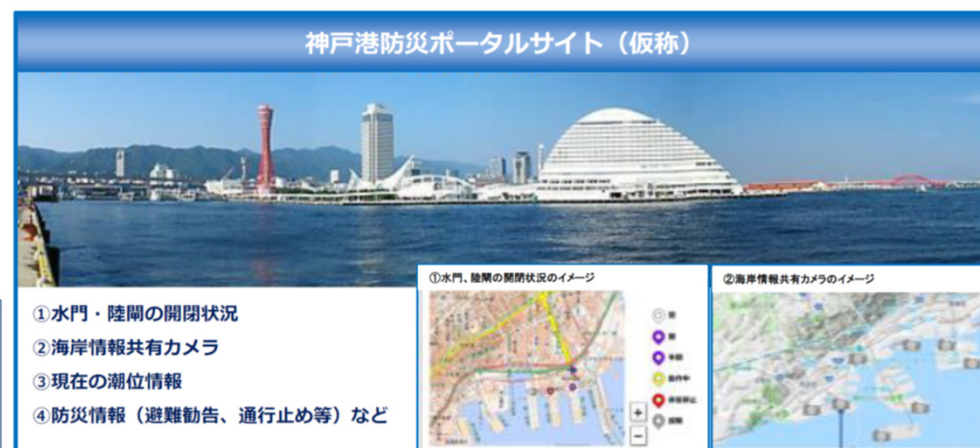 神戸港防災ポータルサイト（仮称）
①水門・陸閘の開閉状況
②海岸情報共有カメラ
③現在の潮位情報
④防災情報（避難勧告、通行止め等）など
①水門、陸閘の開閉状況のイメージ
+
−
②海岸情報共有カメラのイメージ